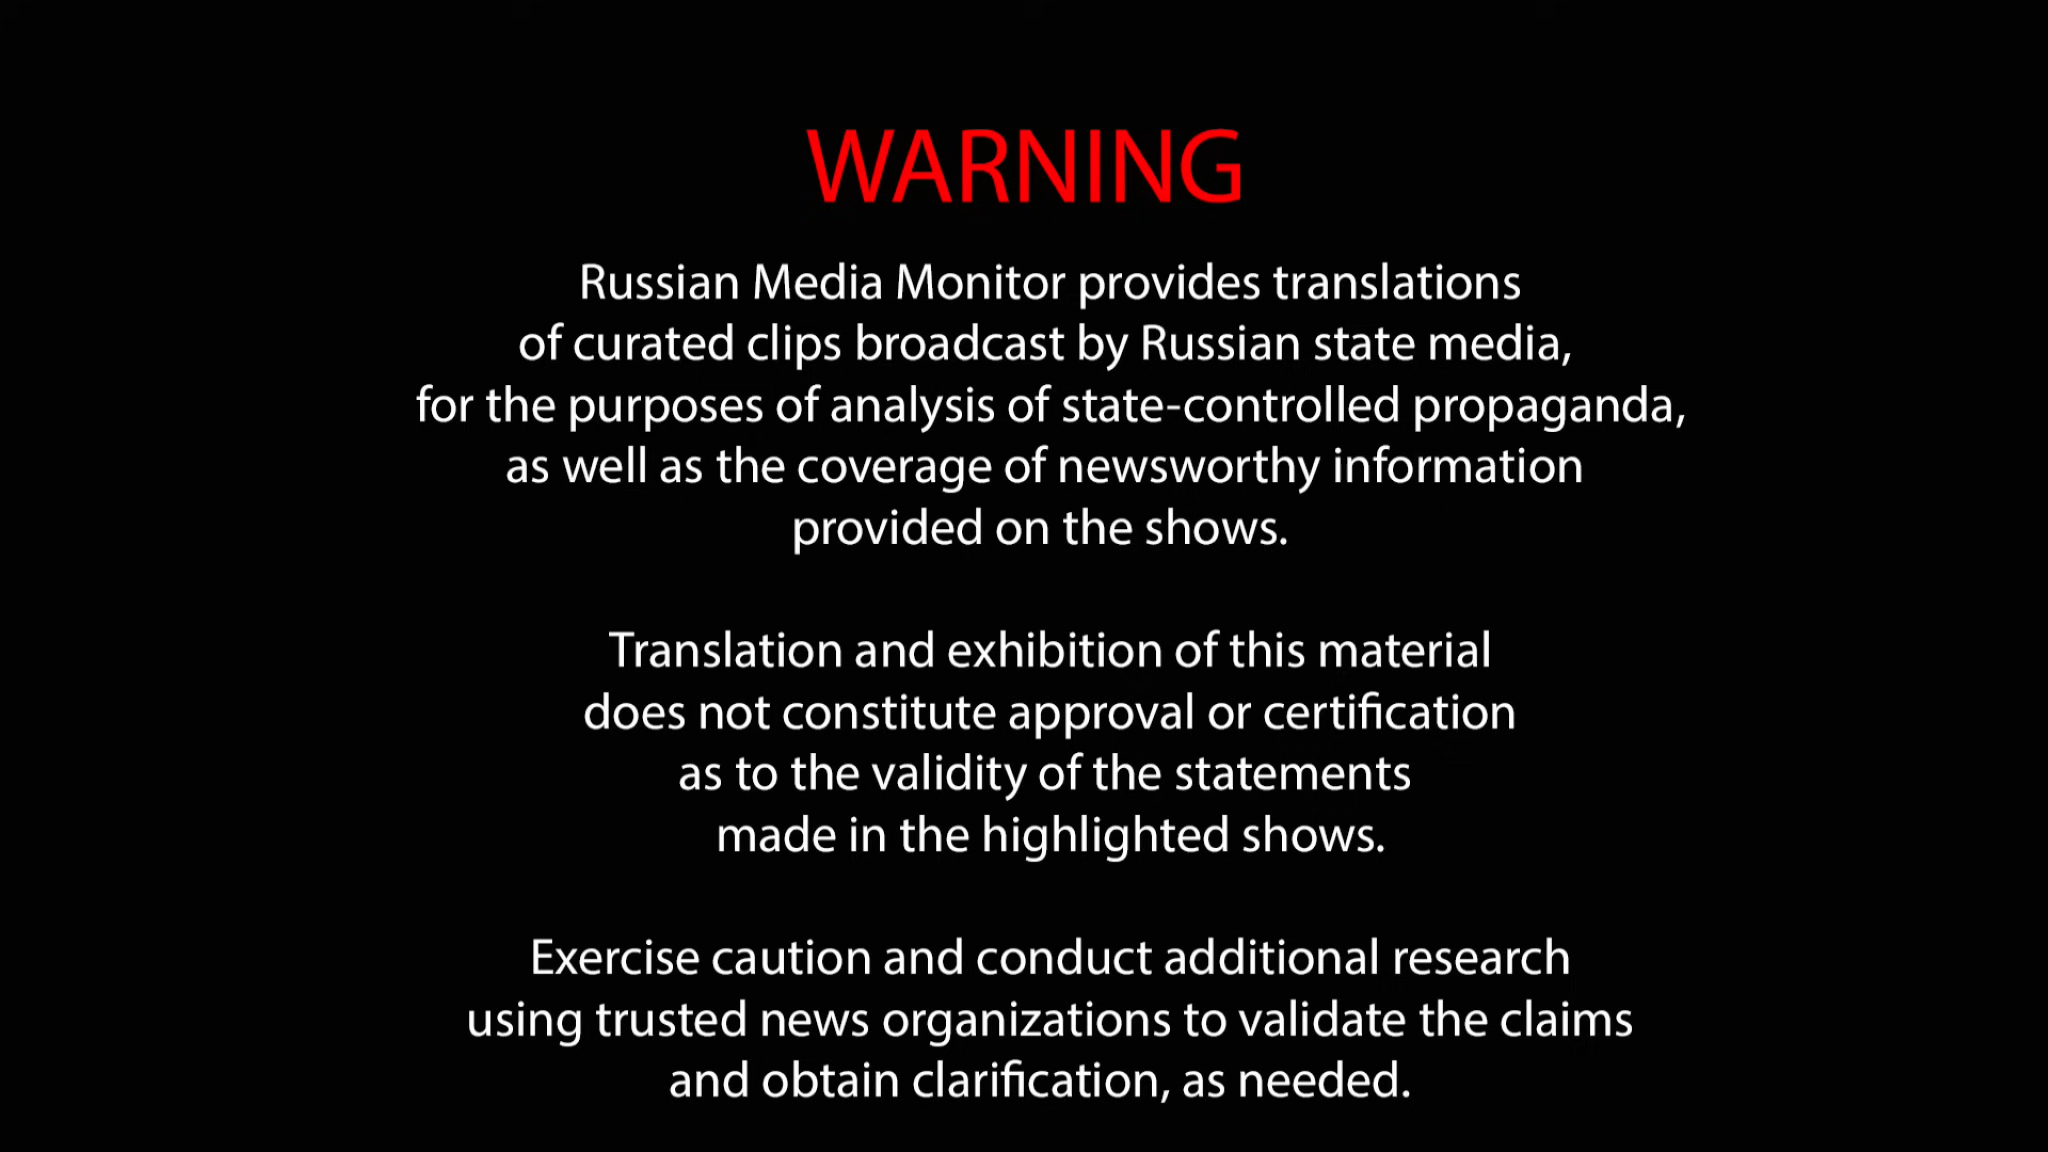 WARNING
Russian Media Monitor provides translations
of curated clips broadcast by Russian state media,
for the purposes of analysis of state-controlled propaganda,
as well as the coverage of newsworthy information
provided on the shows.
Translation and exhibition of this material
does not constitute approval or certification
as to the validity of the statements
made in the highlighted shows.
Exercise caution and conduct additional research
using trusted news organizations to validate the claims
and obtain clarification, as needed.